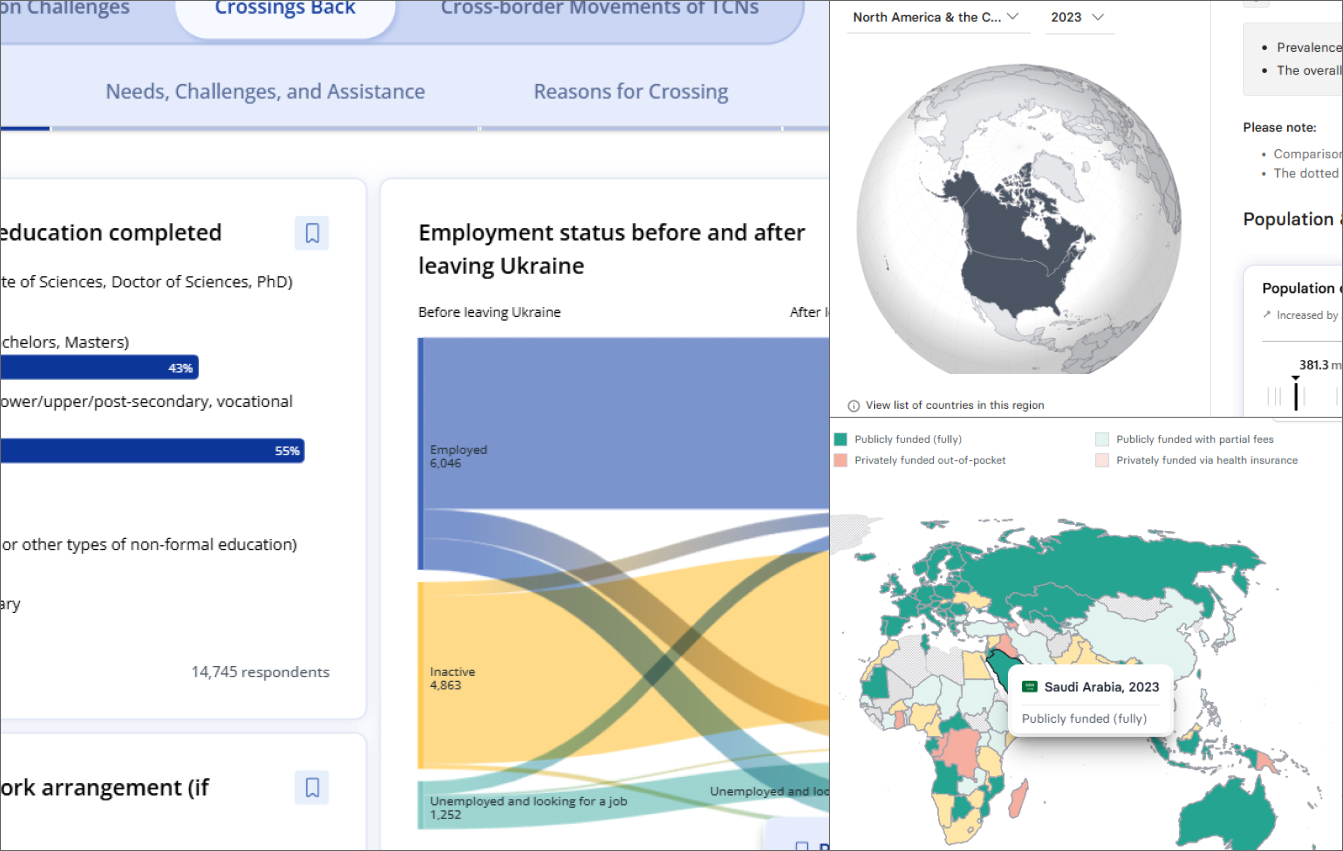 on Challenges
Crossings Back
Cross-border Movements of TCNs
Needs, Challenges, and Assistance
Reasons for Crossing
education completed
te of Sciences, Doctor of Sciences, PhD)
chelors, Masters)
43%
ower/upper/post-secondary, vocational
55%
or other types of non-formal education)
ary
14,745 respondents
ork arrangement (if
Employment status before and after
leaving Ukraine
Before leaving Ukraine
After l
Employed
6,046
Inactive
4,863
Unemployed and looking for a job
1,252
Unemployed and loo
North America & the C...
2023
View list of countries in this region
Prevalence
The overall
Please note:
Comparison
The dotted
Population &
Population
Increased by
381.3 m
Publicly funded (fully)
Publicly funded with partial fees
Privately funded out-of-pocket
Privately funded via health insurance
Saudi Arabia, 2023
Publicly funded (fully)